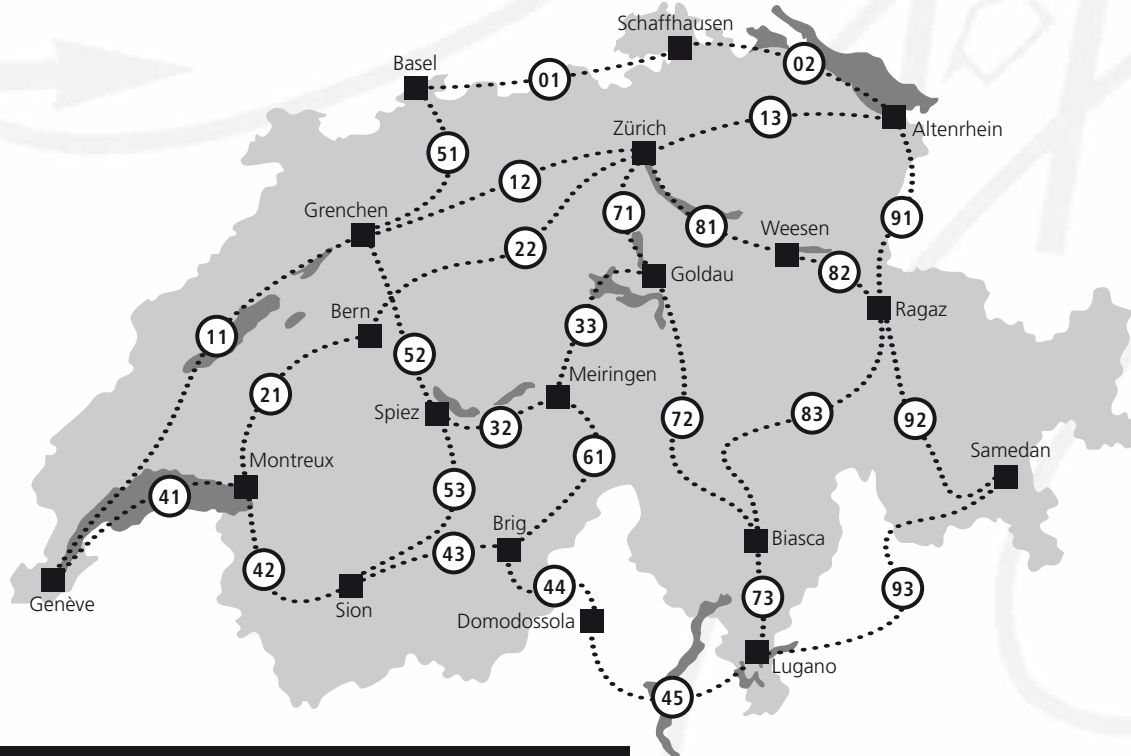 Schaffhausen
Basel
01
02
13
Altenrhein
Zürich
51
12
Grenchen
71
81
Weesen
91
22
82
Goldau
Ragaz
Bern
11
33
52
21
Meiringen
Spiez
32
72
83
92
Samedan
Montreux
61
41
53
Brig
43
Biasca
42
44
73
93
Genève
Sion
Domodossola
Lugano
45